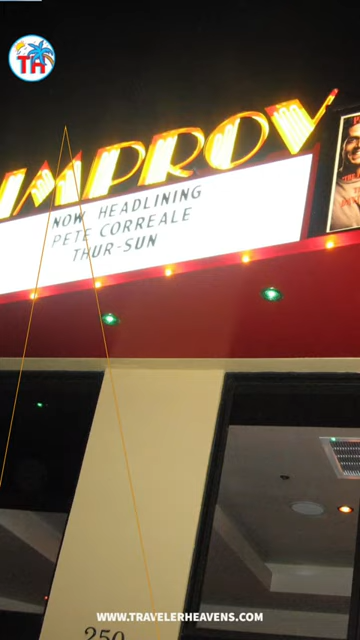 TH
IMPROV
NOW HEADLINING
PETE CORREALE
THUR-SUN
250
WWW.TRAVELERHEAVENS.COM